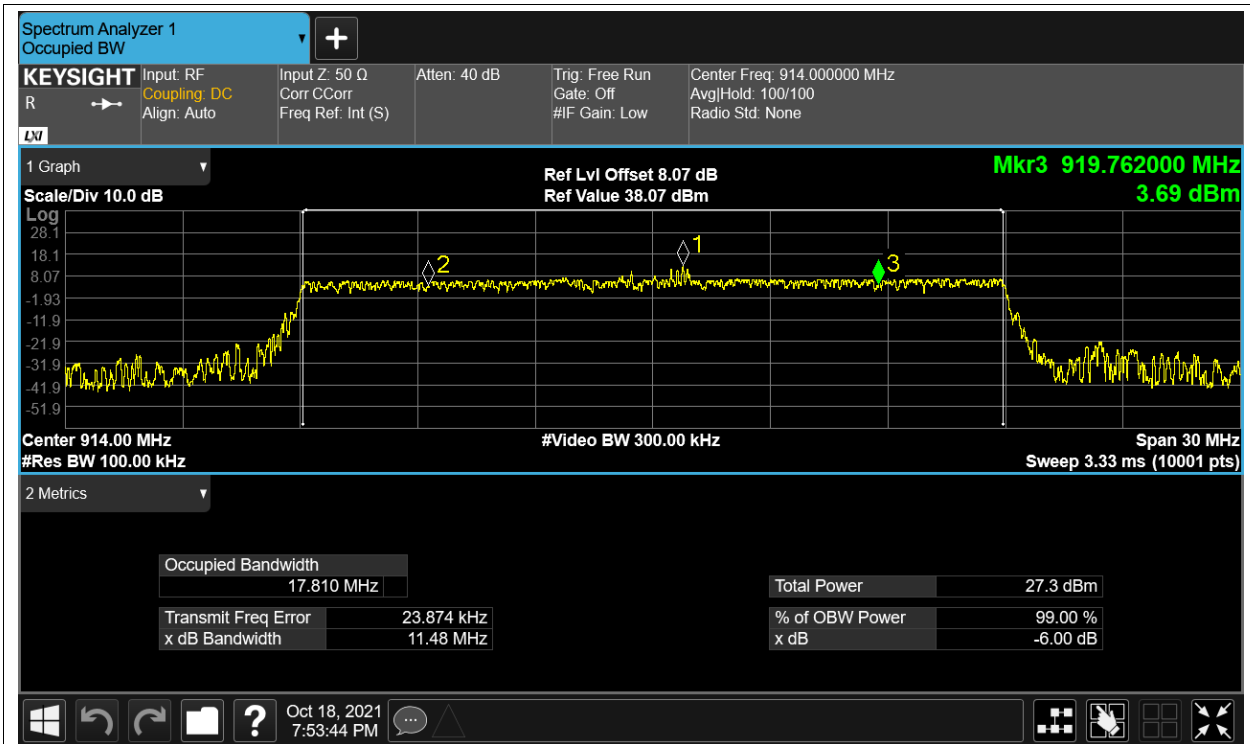 Spectrum Analyzer 1
Occupied BW
KEYSIGHT
R
LXI
Input: RF
Coupling: DC
Align: Auto
Input Z: 50 Ω
Corr CCorr
Freq Ref: Int (S)
Atten: 40 dB
Trig: Free Run
Gate: Off
#IF Gain: Low
Center Freq: 914.000000 MHz
Avg|Hold: 100/100
Radio Std: None
1 Graph
Scale/Div 10.0 dB
Ref Lvl Offset 8.07 dB
Ref Value 38.07 dBm
Mkr3 919.762000 MHz
3.69 dBm
Log
28.1
18.1
8.07
-1.93
-11.9
-21.9
-31.9
-41.9
-51.9
2
1
3
Center 914.00 MHz
#Video BW 300.00 kHz
Span 30 MHz
#Res BW 100.00 kHz
Sweep 3.33 ms (10001 pts)
2 Metrics
Occupied Bandwidth
17.810 MHz
Total Power 27.3 dBm
Transmit Freq Error 23.874 kHz
% of OBW Power 99.00 %
x dB Bandwidth 11.48 MHz
x dB -6.00 dB
?
Oct 18, 2021
7:53:44 PM